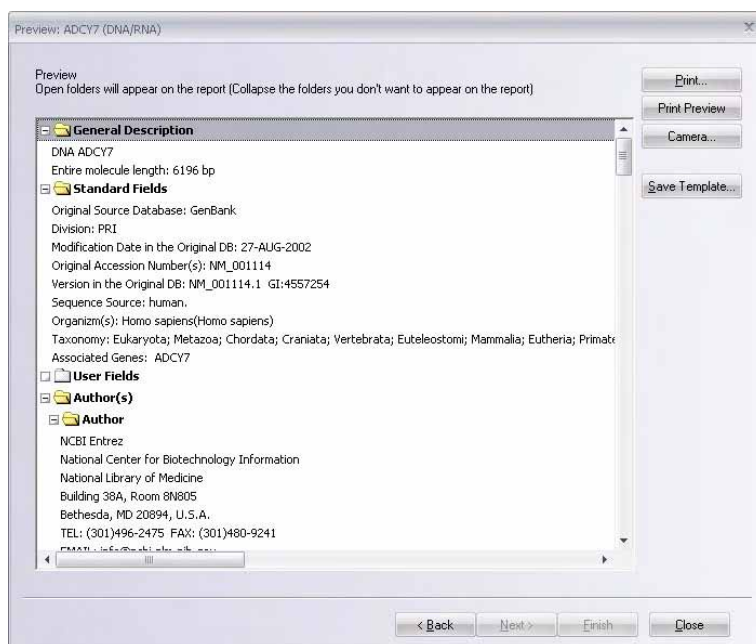 Preview: ADCY7 (DNA/RNA)
Preview
Open folders will appear on the report (Collapse the folders you don't want to appear on the report)
General Description
DNA ADCY7
Entire molecule length: 6196 bp
Standard Fields
Original Source Database: GenBank
Division: PRI
Modification Date in the Original DB: 27-AUG-2002
Original Accession Number(s): NM_001114
Version in the Original DB: NM_001114.1 GI:4557254
Sequence Source: human.
Organizm(s): Homo sapiens(Homo sapiens)
Taxonomy: Eukaryota; Metazoa; Chordata; Craniata; Vertebrata; Euteleostomi; Mammalia; Eutheria; Primate
Associated Genes: ADCY7
User Fields
Author(s)
Author
NCBI Entrez
National Center for Biotechnology Information
National Library of Medicine
Building 38A, Room 8N805
Bethesda, MD 20894, U.S.A.
TEL: (301)496-2475 FAX: (301)480-9241
Print...
Print Preview
Camera...
Save Template...
< Back
Next >
Finish
Close